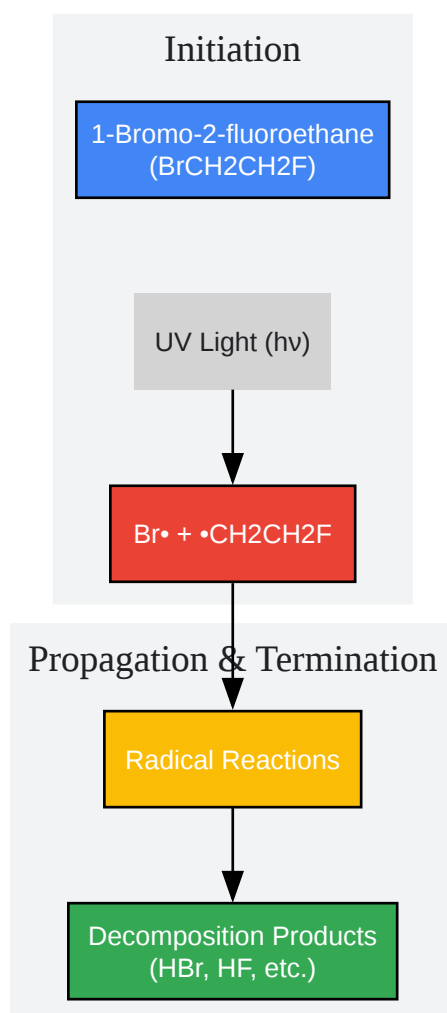 Initiation
1-Bromo-2-fluoroethane
(BrCH2CH2F)
UV Light (hν)
Br• + •CH2CH2F
Propagation & Termination
Radical Reactions
Decomposition Products
(HBr, HF, etc.)